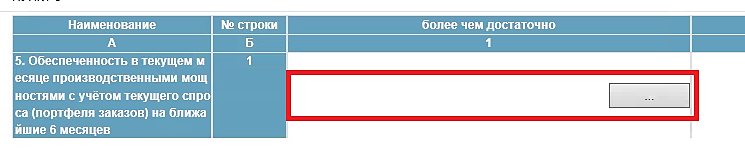 Наименование № строки более чем достаточно
А Б 1
5. Обеспеченность в текущем м 1
есяце производственными мощ
ностями с учётом текущего спро
са (портфеля заказов) на ближа
йшие 6 месяцев
...